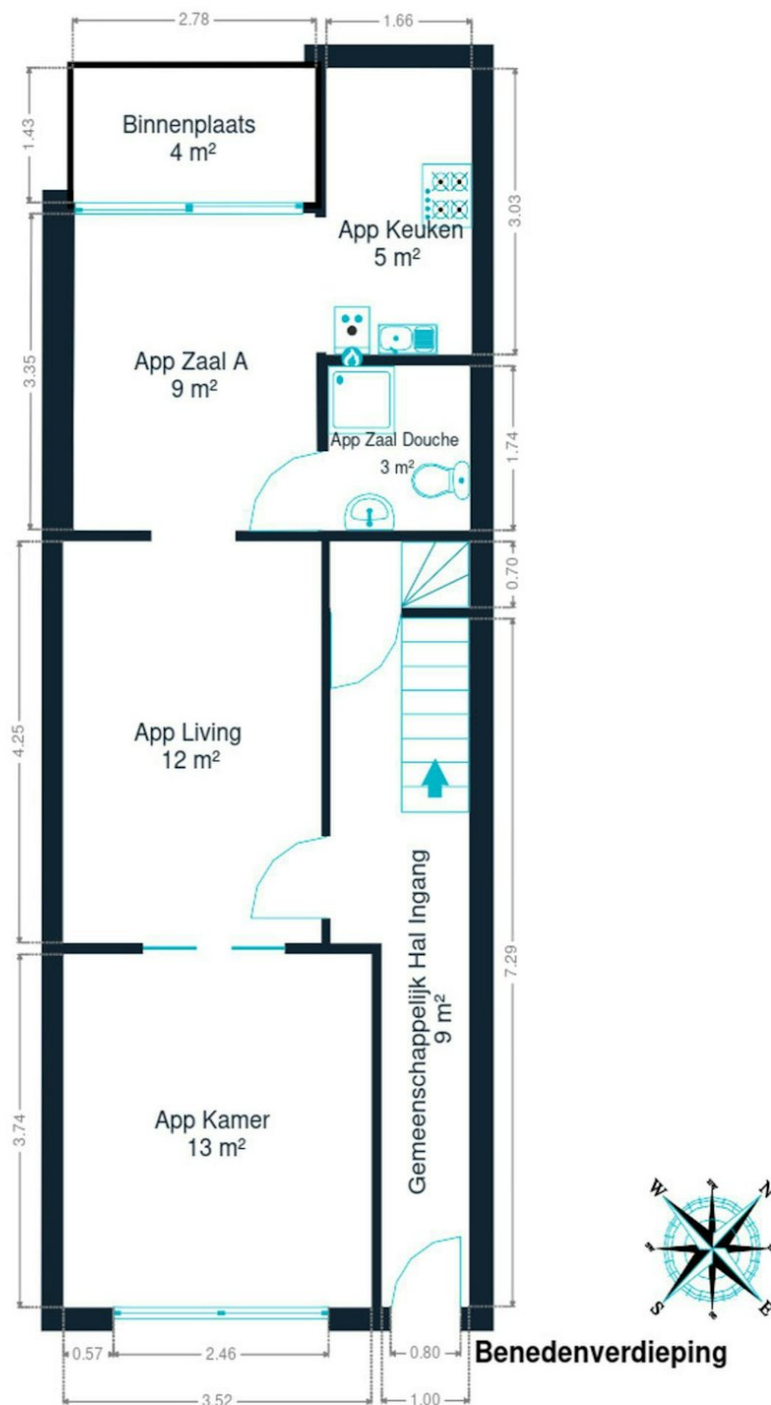 2.78
1.66
1.43
Binnenplaats
4 m²
3.03
App Keuken
5 m²
3.35
App Zaal A
9 m²
1.74
App Zaal Douche
3 m²
0.70
4.25
App Living
12 m²
7.29
Gemeenschappelijk Hal Ingang
9 m²
3.74
App Kamer
13 m²
W
N
S
E
0.57
2.46
0.80
Benedenverdieping
3.52
1.00